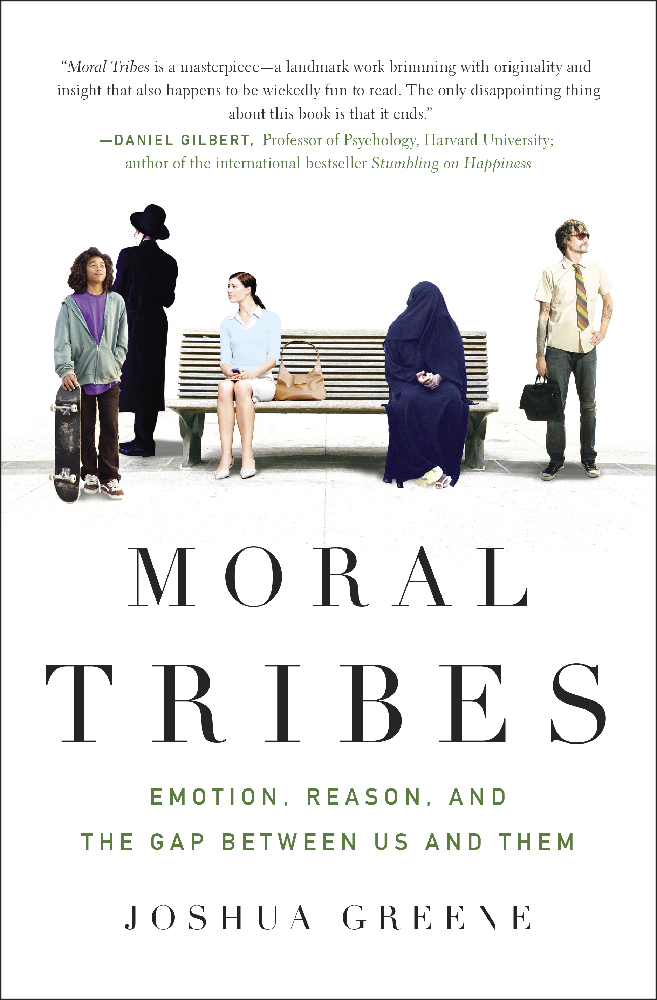 “Moral Tribes is a masterpiece—a landmark work brimming with originality and
insight that also happens to be wickedly fun to read. The only disappointing thing
about this book is that it ends.”
—DANIEL GILBERT, Professor of Psychology, Harvard University;
author of the international bestseller Stumbling on Happiness
MORAL
TRIBES
EMOTION, REASON, AND
THE GAP BETWEEN US AND THEM
JOSHUA GREENE